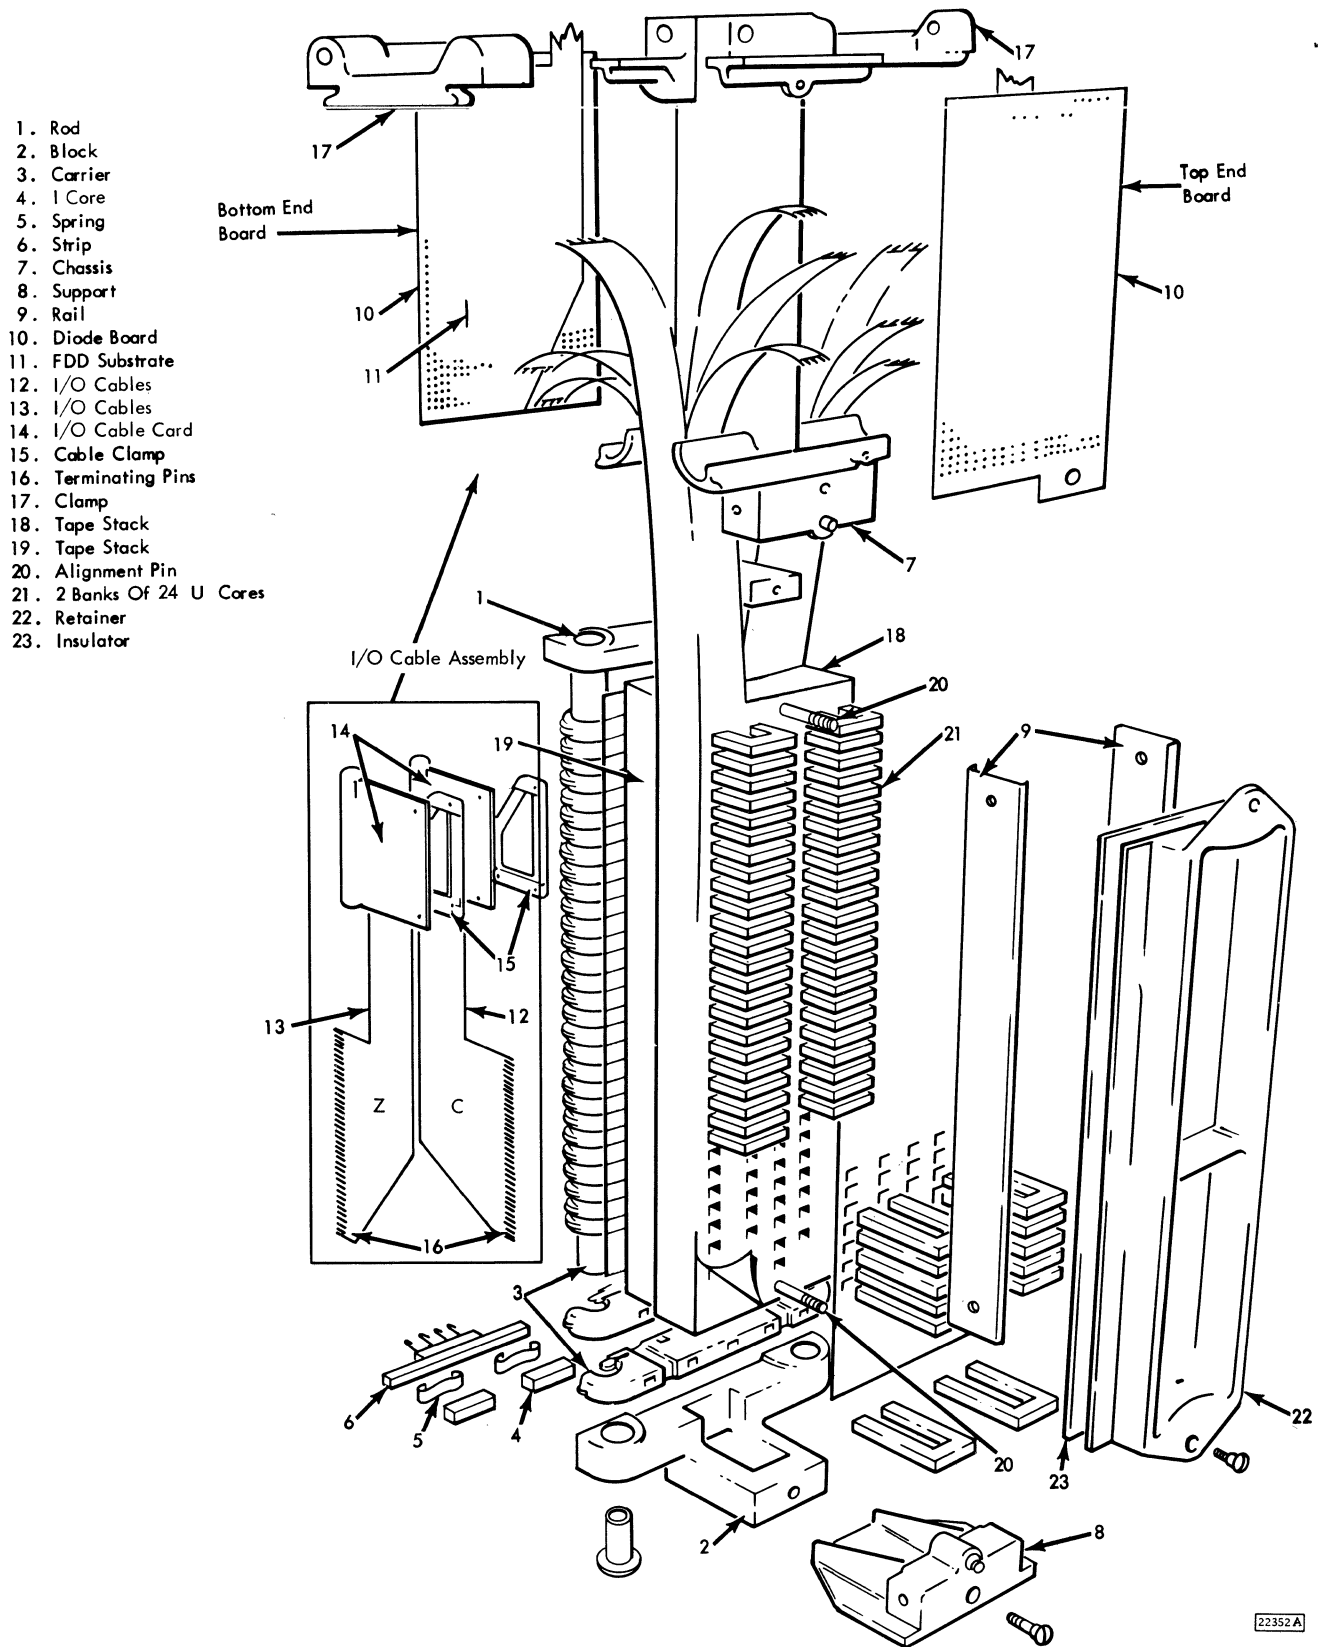 1. Rod
2. Block
3. Carrier
4. I Core
5. Spring
6. Strip
7. Chassis
8. Support
9. Rail
10. Diode Board
11. FDD Substrate
12. I/O Cables
13. I/O Cables
14. I/O Cable Card
15. Cable Clamp
16. Terminating Pins
17. Clamp
18. Tape Stack
19. Tape Stack
20. Alignment Pin
21. 2 Banks Of 24 U Cores
22. Retainer
23. Insulator
17
17
Bottom End
Board
Top End
Board
10
10
11
7
1
I/O Cable Assembly
18
20
14
19
21
9
15
13
12
Z
C
16
3
6
5
4
20
22
23
2
8
22352A